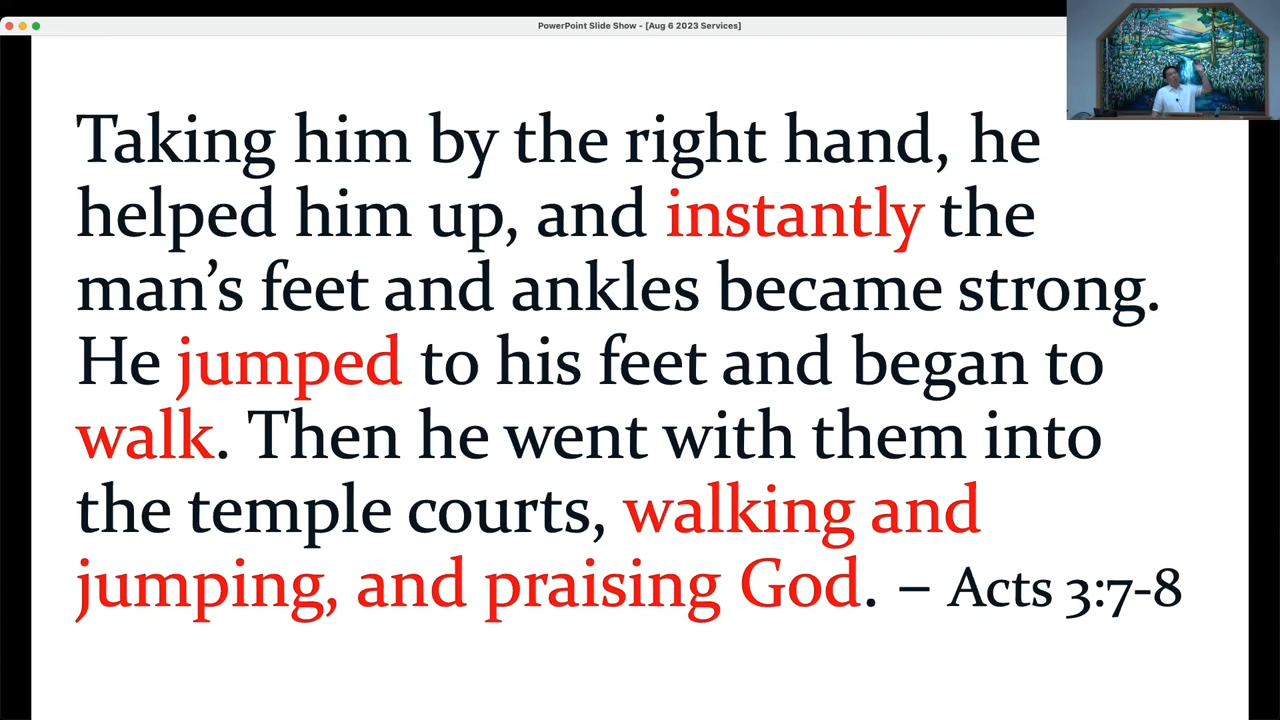 PowerPoint Slide Show - [Aug 6 2023 Services]
Taking him by the right hand, he
helped him up, and instantly the
man’s feet and ankles became strong.
He jumped to his feet and began to
walk. Then he went with them into
the temple courts, walking and
jumping, and praising God. – Acts 3:7-8